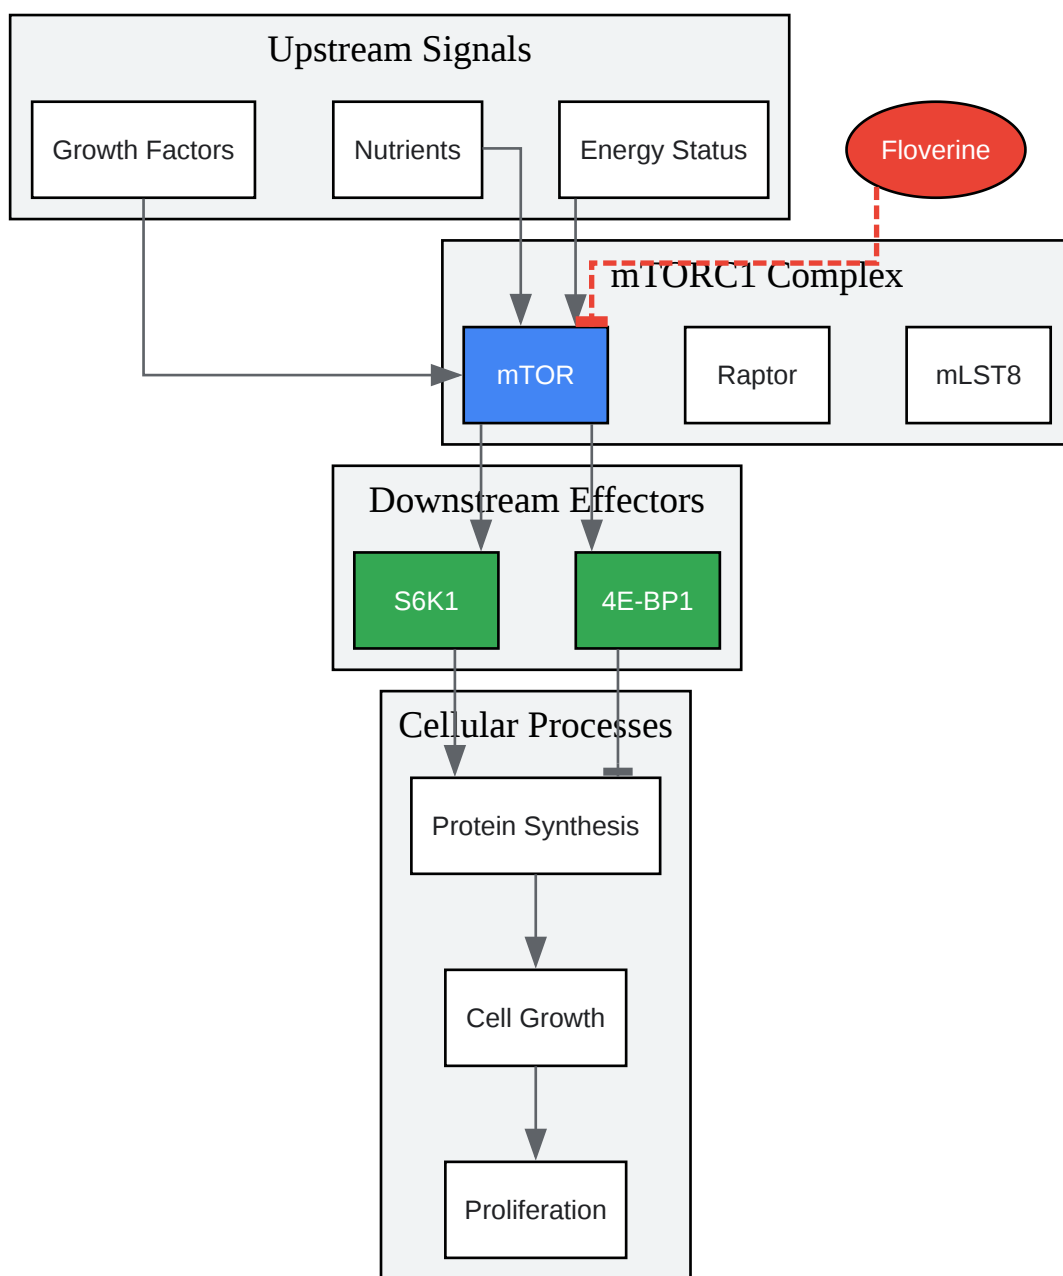 Upstream Signals
Growth Factors
Nutrients
Energy Status
Floverine
mTORC1 Complex
mTOR
Raptor
mLST8
Downstream Effectors
S6K1
4E-BP1
Cellular Processes
Protein Synthesis
Cell Growth
Proliferation